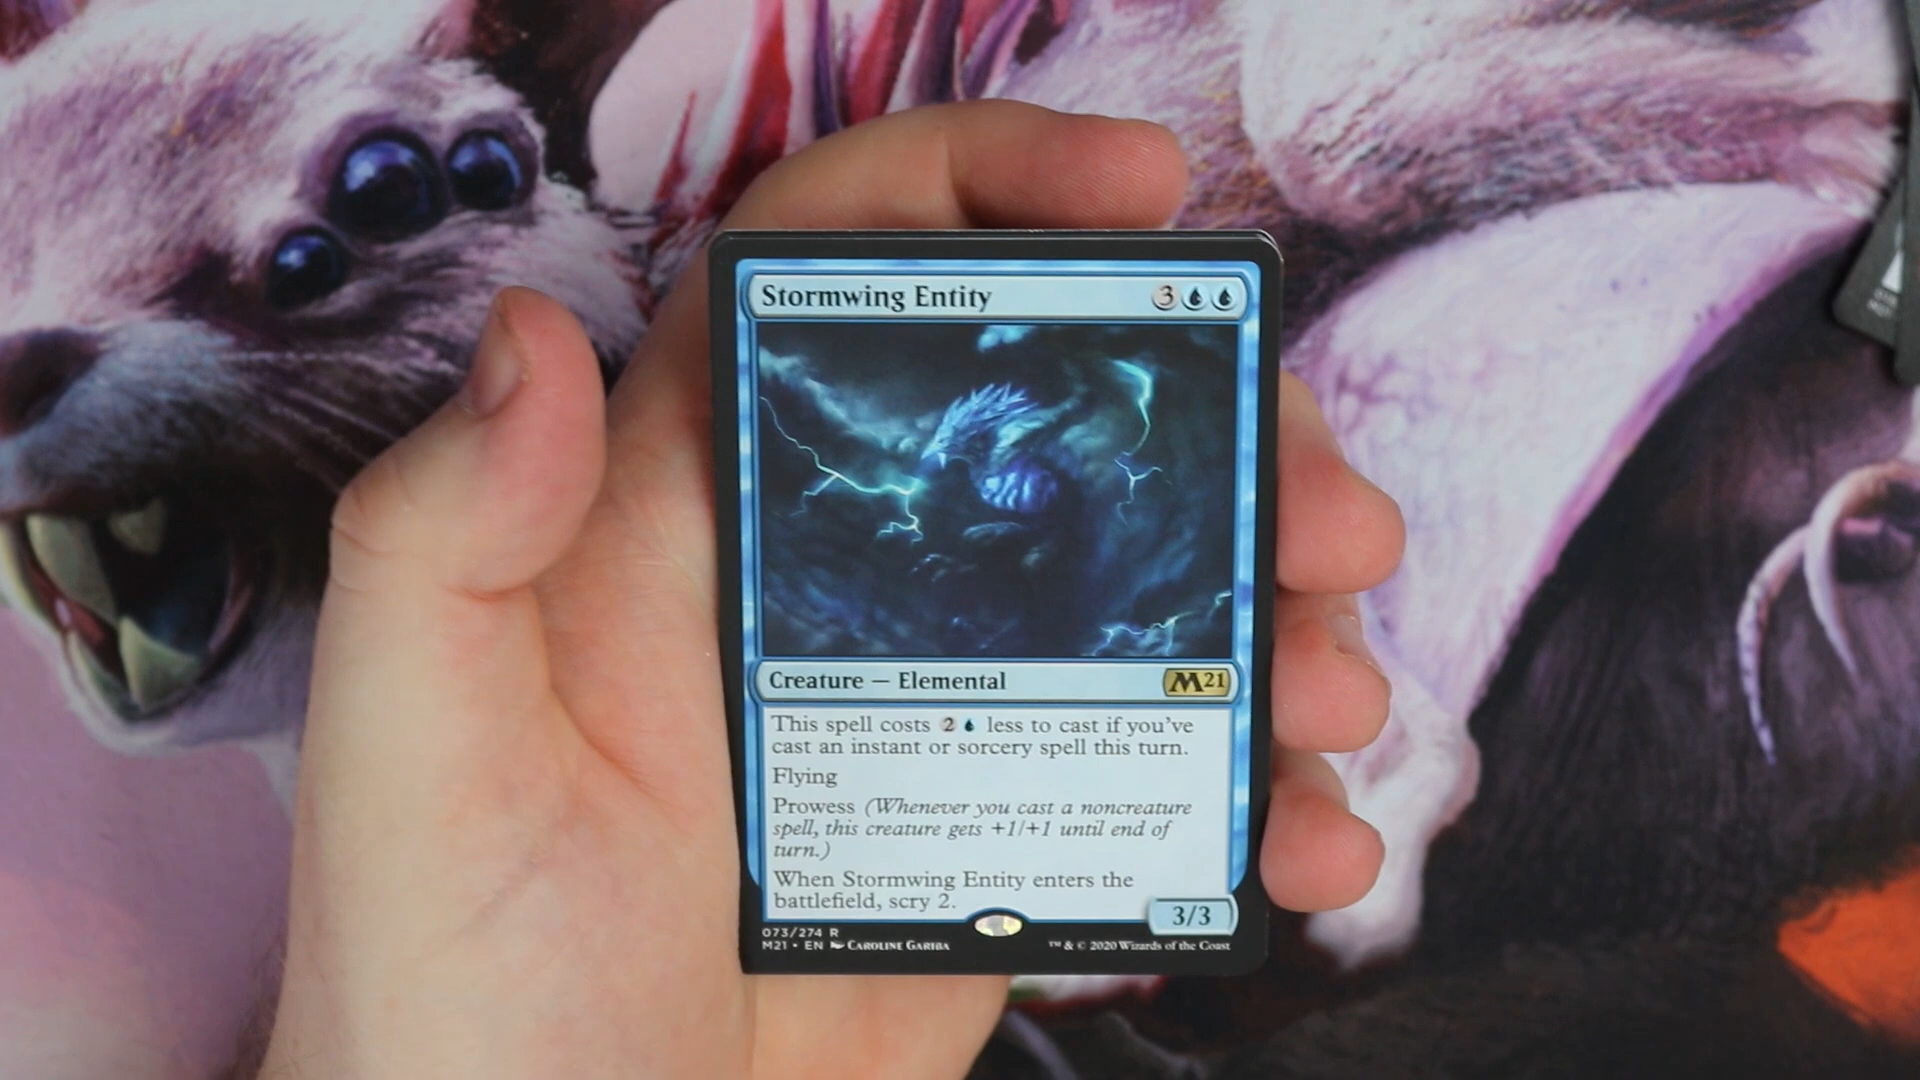 Stormwing Entity 3
Creature — Elemental M21
This spell costs 2 less to cast if you've
cast an instant or sorcery spell this turn.
Flying
Prowess (Whenever you cast a noncreature
spell, this creature gets +1/+1 until end of
turn.)
When Stormwing Entity enters the
battlefield, scry 2.
3/3
073/274 R
M21 • EN Caroline Gariba
™ & © 2020 Wizards of the Coast